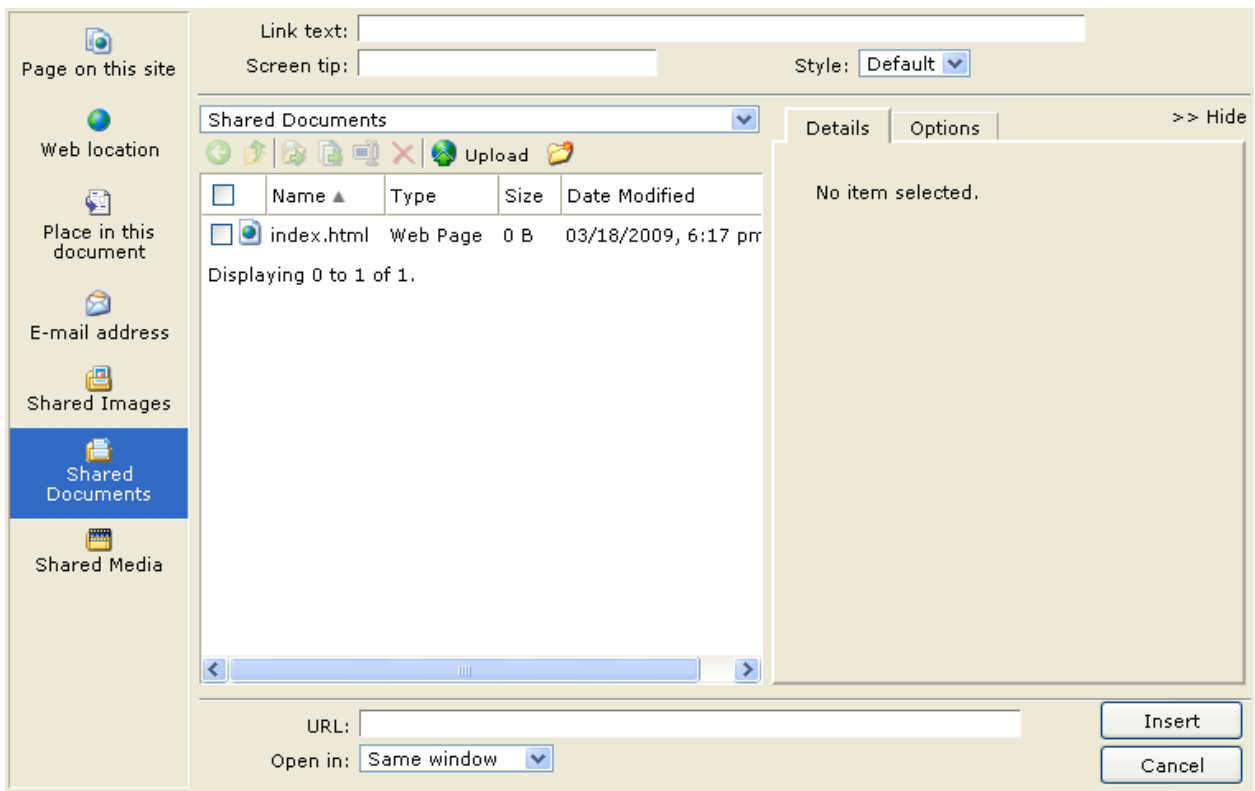 Link text:
Screen tip:
Style: Default
Page on this site
Web location
Place in this
document
E-mail address
Shared Images
Shared
Documents
Shared Media
Shared Documents
Upload
Name Type Size Date Modified
index.html Web Page 0 B 03/18/2009, 6:17 pm
Displaying 0 to 1 of 1.
>> Hide
Details Options
No item selected.
URL:
Open in: Same window
Insert
Cancel